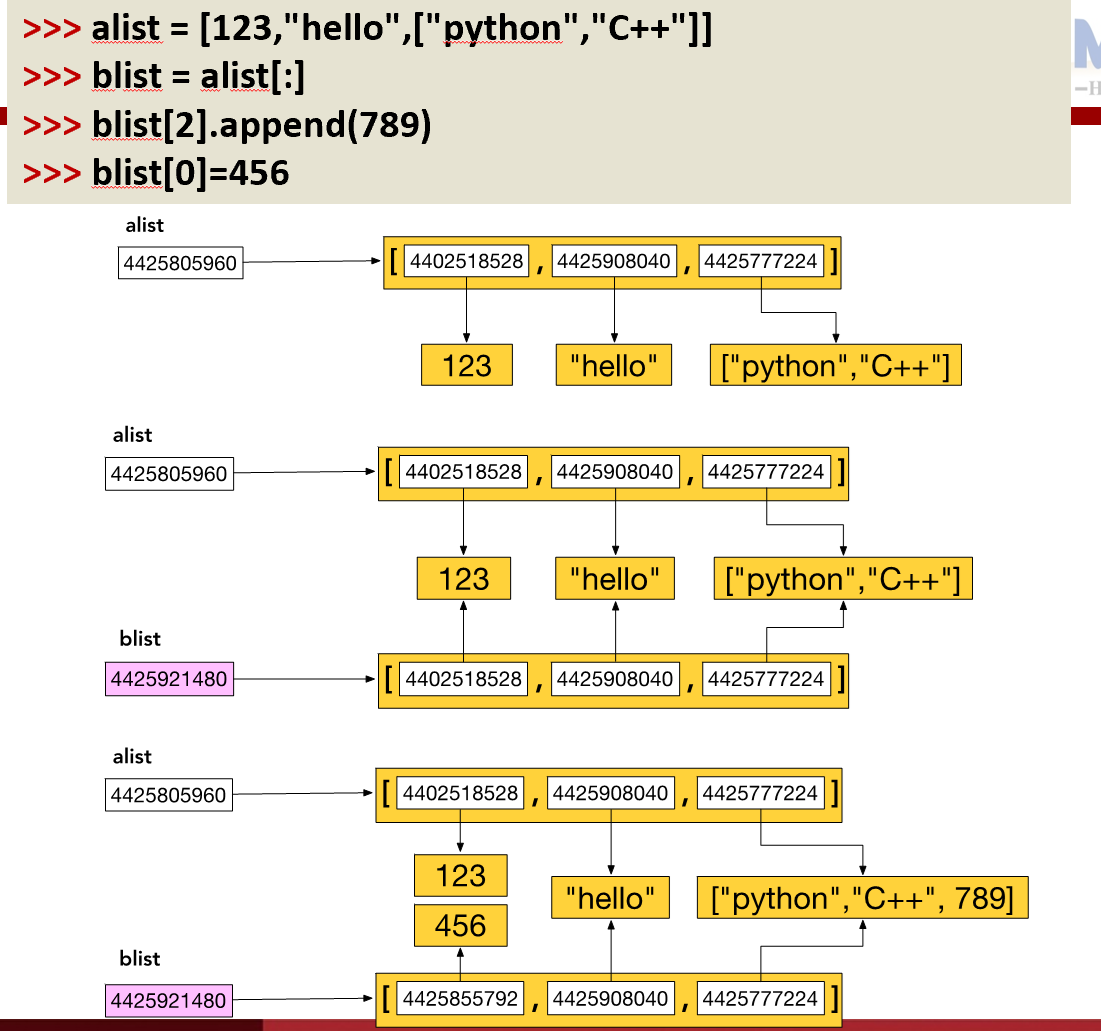 >>> alist = [123,"hello",["python","C++"]]
>>> blist = alist[:]
>>> blist[2].append(789)
>>> blist[0]=456
alist
4425805960
[ 4402518528 , 4425908040 , 4425777224 ]
123
"hello"
["python","C++"]
alist
4425805960
[ 4402518528 , 4425908040 , 4425777224 ]
123
"hello"
["python","C++"]
blist
4425921480
[ 4402518528 , 4425908040 , 4425777224 ]
alist
4425805960
[ 4402518528 , 4425908040 , 4425777224 ]
123
"hello"
["python","C++", 789]
456
blist
4425921480
[ 4425855792 , 4425908040 , 4425777224 ]